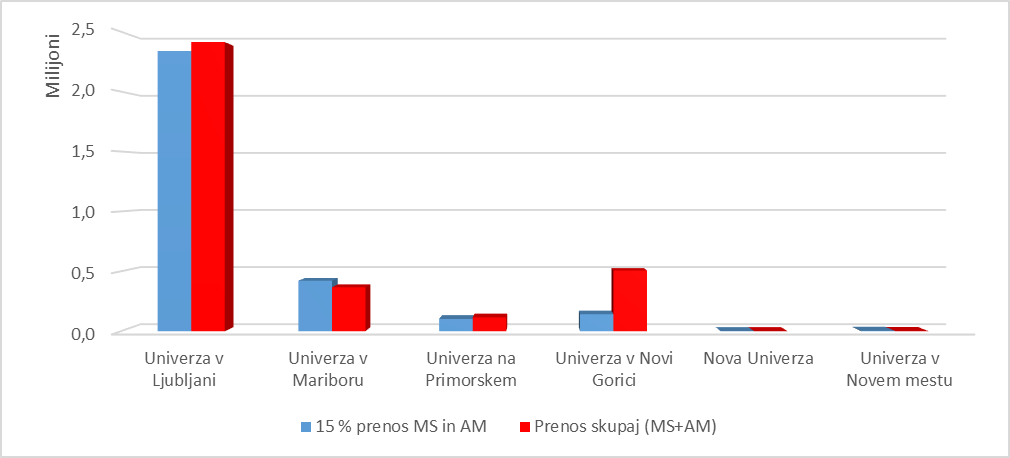 Milijoni
2,5
2,0
1,5
1,0
0,5
0,0
Univerza v
Ljubljani
Univerza v
Mariboru
Univerza na
Primorskem
Univerza v Novi
Gorici
Nova Univerza
Univerza v
Novem mestu
15 % prenos MS in AM
Prenos skupaj (MS+AM)